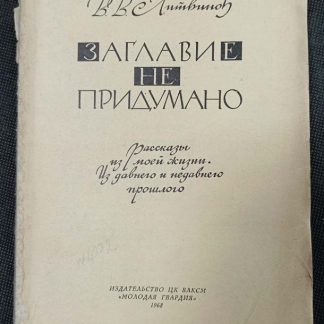 В. В. Литвинов
ЗАГЛАВИЕ
НЕ
ПРИДУМАНО
Рассказы
из моей жизни.
Из давнего и недавнего
прошлого
ИЗДАТЕЛЬСТВО ЦК ВЛКСМ
«МОЛОДАЯ ГВАРДИЯ»
1968